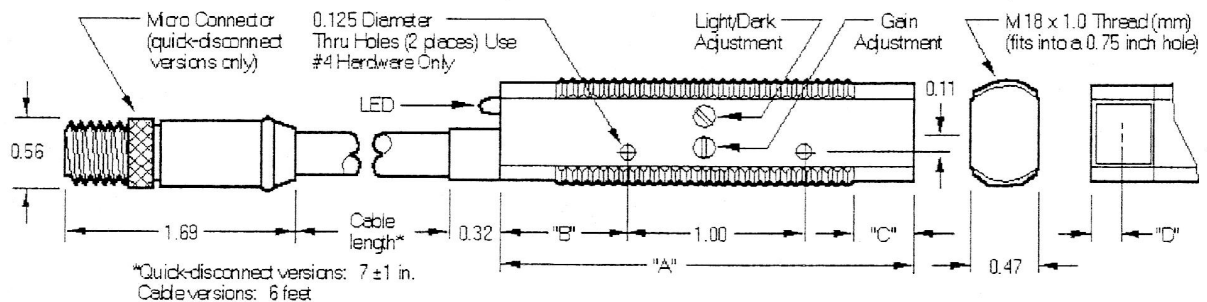 Micro Connector
(quick-disconnect
versions only)
0.125 Diameter
Thru Holes (2 places) Use
#4 Hardware Only
Light/Dark
Adjustment
Gain
Adjustment
M18 x 1.0 Thread (mm)
(fits into a 0.75 inch hole)
LED
0.11
0.56
1.69
Cable
length*
0.32
"B"
1.00
"C"
"D"
"A"
0.47
*Quick-disconnect versions: 7 ±1 in.
Cable versions: 6 feet